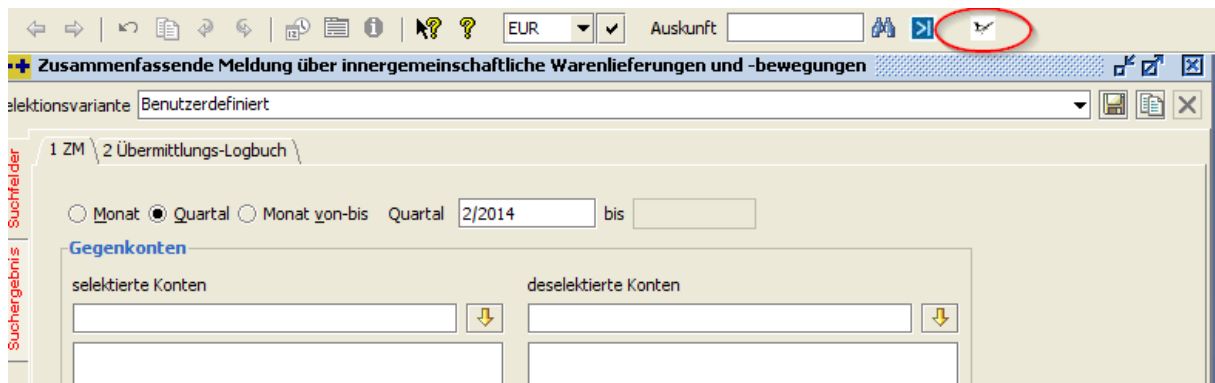 EUR Auskunft
Zusammenfassende Meldung über innergemeinschaftliche Warenlieferungen und -bewegungen
elektionsvariante Benutzerdefiniert
1 ZM 2 Übermittlungs-Logbuch
Suchfelder
Monat Quartal Monat von-bis Quartal 2/2014 bis
Gegenkonten
Suchergebnis
selektierte Konten deselektierte Konten